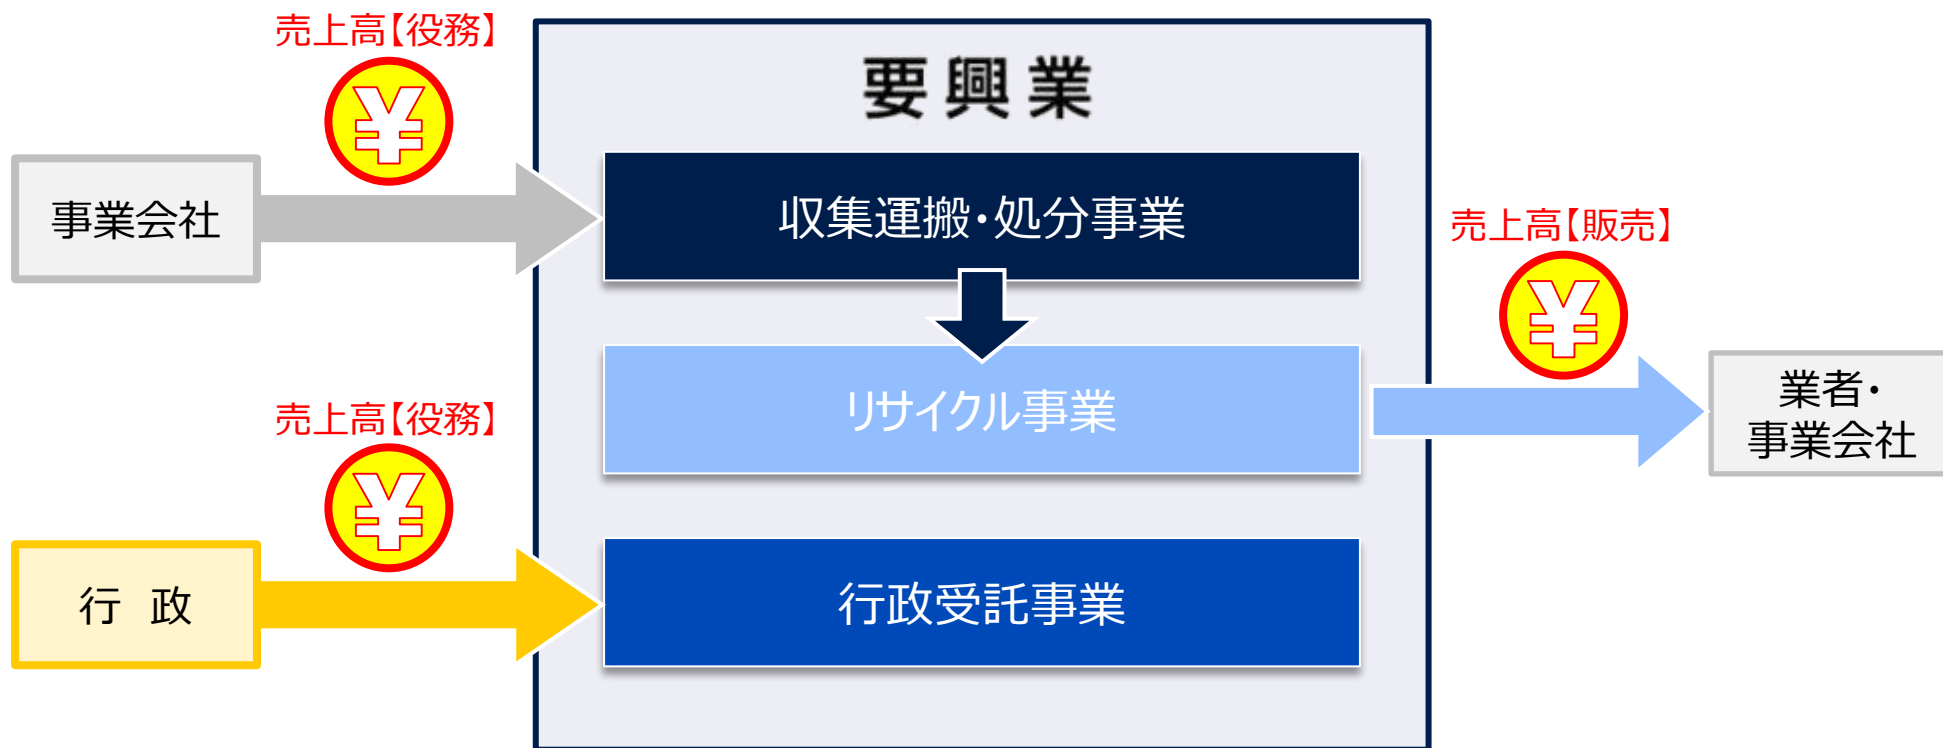 売上高【役務】
要興業
事業会社
収集運搬・処分事業
売上高【販売】
リサイクル事業
業者・
事業会社
売上高【役務】
行 政
行政受託事業